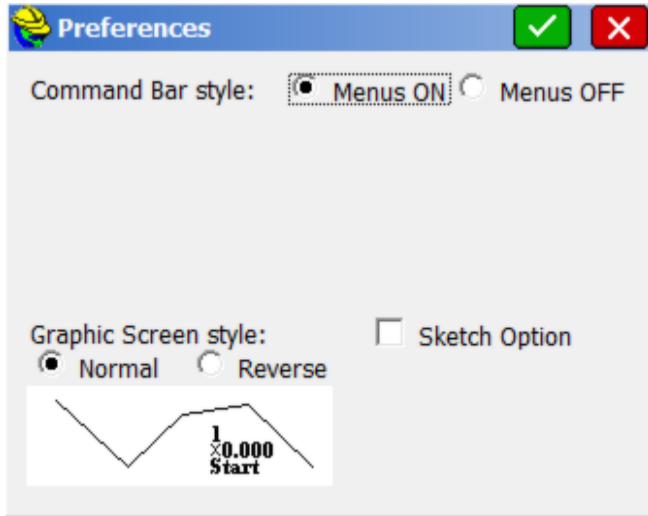 Preferences
Command Bar style: Menus ON Menus OFF
Graphic Screen style: Sketch Option
Normal Reverse
1
×0.000
Start